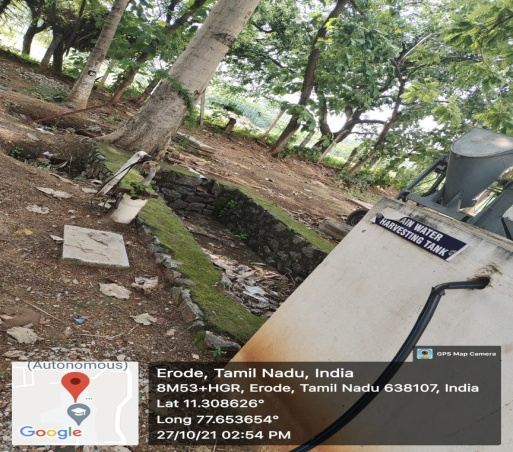 AIN WATER
HARVESTING TANK
GPS Map Camera
(Autonomous)
Google
Erode, Tamil Nadu, India
8M53+HGR, Erode, Tamil Nadu 638107, India
Lat 11.308626°
Long 77.653654°
27/10/21 02:54 PM